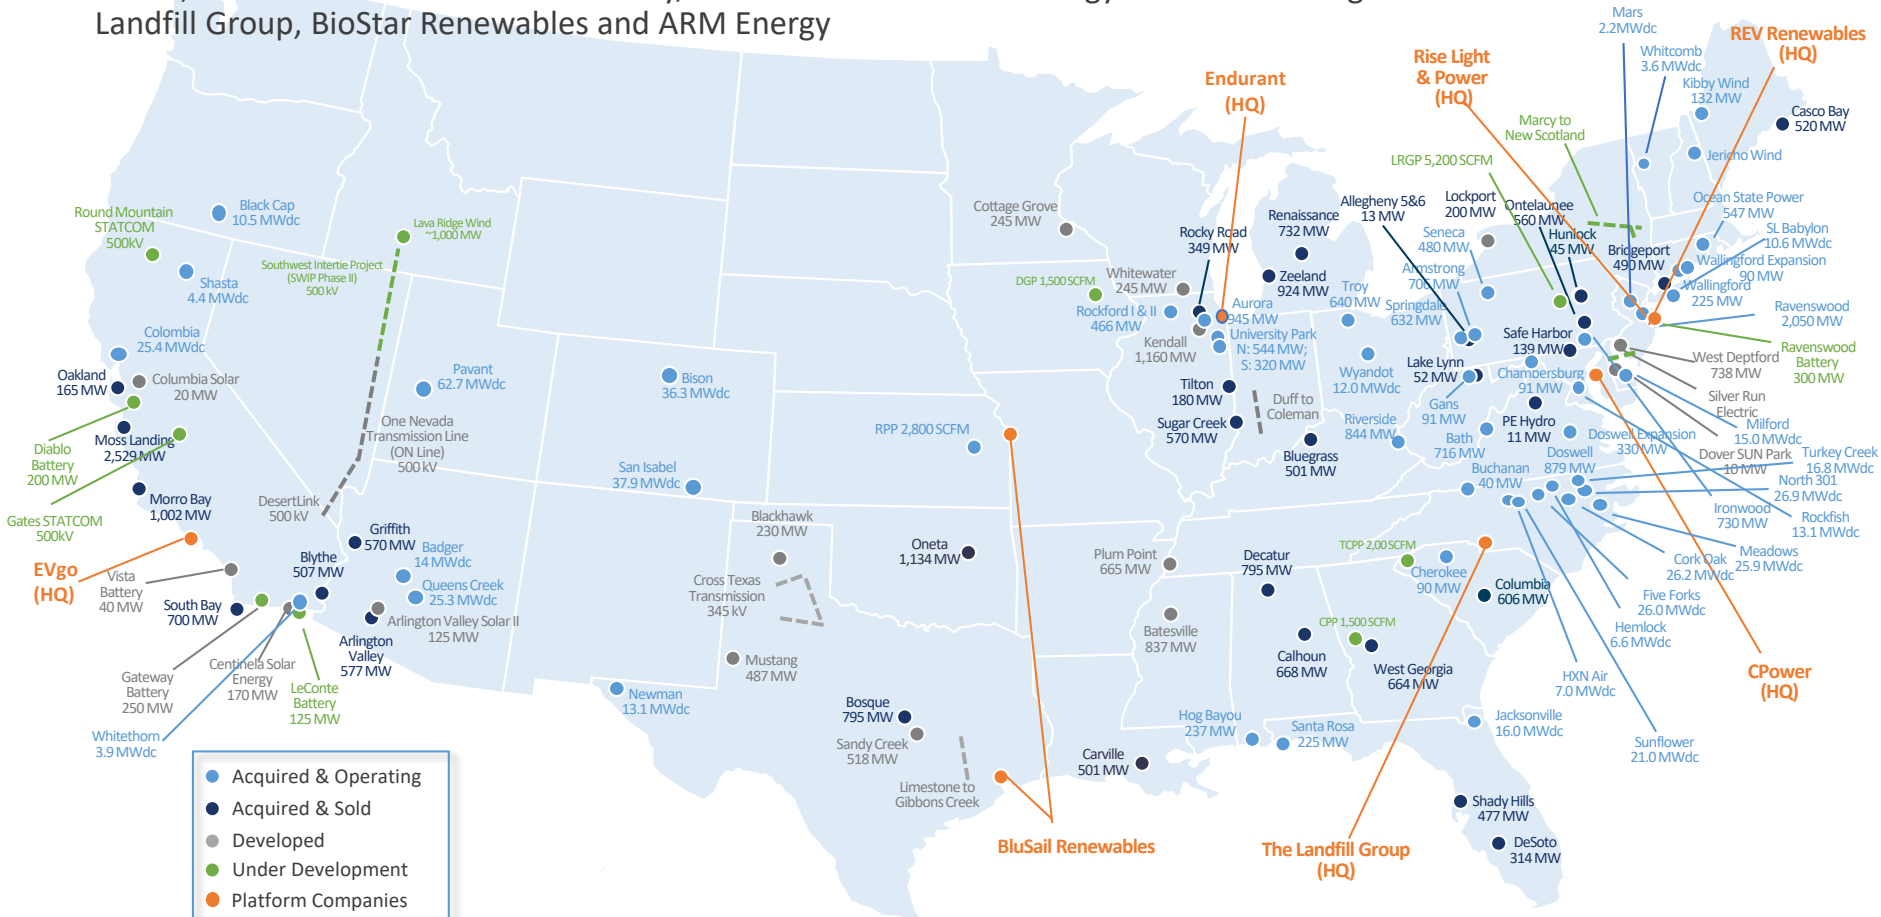 Landfill Group, BioStar Renewables and ARM Energy
Mars
2.2MWdc
REV Renewables
(HQ)
Whitcomb
3.6 MWdc
Rise Light
& Power
(HQ)
Endurant
(HQ)
Kibby Wind
132 MW
Casco Bay
520 MW
Marcy to
New Scotland
Jericho Wind
LRGP 5,200 SCFM
Ocean State Power
547 MW
Cottage Grove
245 MW
Renaissance
732 MW
Allegheny 5&6
13 MW
Lockport
200 MW
Ontelaunee
560 MW
Hunlock
45 MW
Seneca
480 MW
SL Babylon
10.6 MWdc
Round Mountain
STATCOM
500kV
Black Cap
10.5 MWdc
Lava Ridge Wind
~1,000 MW
Rocky Road
349 MW
Bridgeport
490 MW
Wallingford Expansion
90 MW
Southwest Intertie Project
(SWIP Phase II)
500 kV
Shasta
4.4 MWdc
DGP 1,500 SCFM
Whitewater
245 MW
Zeeland
924 MW
Troy
640 MW
Armstrong
706 MW
Wallingford
225 MW
Rockford I & II
466 MW
Aurora
945 MW
Springdale
632 MW
Ravenswood
2,050 MW
Colombia
25.4 MWdc
Kendall
1,160 MW
University Park
N: 544 MW;
S: 320 MW
Safe Harbor
139 MW
Ravenswood
Battery
300 MW
West Deptford
738 MW
Oakland
165 MW
Columbia Solar
20 MW
Pavant
62.7 MWdc
Bison
36.3 MWdc
Tilton
180 MW
Wyandot
12.0 MWdc
Lake Lynn
52 MW
Chambersburg
91 MW
Silver Run
Electric
Gans
91 MW
Duff to
Coleman
Moss Landing
2,529 MW
One Nevada
Transmission Line
(ON Line)
500 kV
RPP 2,800 SCFM
Sugar Creek
570 MW
Riverside
844 MW
PE Hydro
11 MW
Milford
15.0 MWdc
Diablo
Battery
200 MW
Bluegrass
501 MW
Bath
716 MW
Doswell Expansion
330 MW
Doswell
879 MW
Dover SUN Park
10 MW
Turkey Creek
16.8 MWdc
San Isabel
37.9 MWdc
Buchanan
40 MW
North 301
26.9 MWdc
Morro Bay
1,002 MW
DesertLink
500 kV
Ironwood
730 MW
Rockfish
13.1 MWdc
Gates STATCOM
500kV
Griffith
570 MW
Blackhawk
230 MW
Oneta
1,134 MW
Plum Point
665 MW
Decatur
795 MW
TCPP 2,00 SCFM
Cherokee
90 MW
Cork Oak
26.2 MWdc
Meadows
25.9 MWdc
EVgo
(HQ)
Blythe
507 MW
Badger
14 MWdc
Queens Creek
25.3 MWdc
Vista
Battery
40 MW
Cross Texas
Transmission
345 kV
Columbia
606 MW
Five Forks
26.0 MWdc
South Bay
700 MW
Arlington Valley Solar II
125 MW
Arlington
Valley
577 MW
Batesville
837 MW
CPP 1,500 SCFM
Hemlock
6.6 MWdc
Calhoun
668 MW
West Georgia
664 MW
HXN Air
7.0 MWdc
CPower
(HQ)
Gateway
Battery
250 MW
Centinela Solar
Energy
170 MW
LeConte
Battery
125 MW
Mustang
487 MW
Newman
13.1 MWdc
Bosque
795 MW
Hog Bayou
237 MW
Santa Rosa
225 MW
Jacksonville
16.0 MWdc
Whitethorn
3.9 MWdc
Sandy Creek
518 MW
Carville
501 MW
Sunflower
21.0 MWdc
Limestone to
Gibbons Creek
Shady Hills
477 MW
BluSail Renewables
The Landfill Group
(HQ)
DeSoto
314 MW
Acquired & Operating
Acquired & Sold
Developed
Under Development
Platform Companies